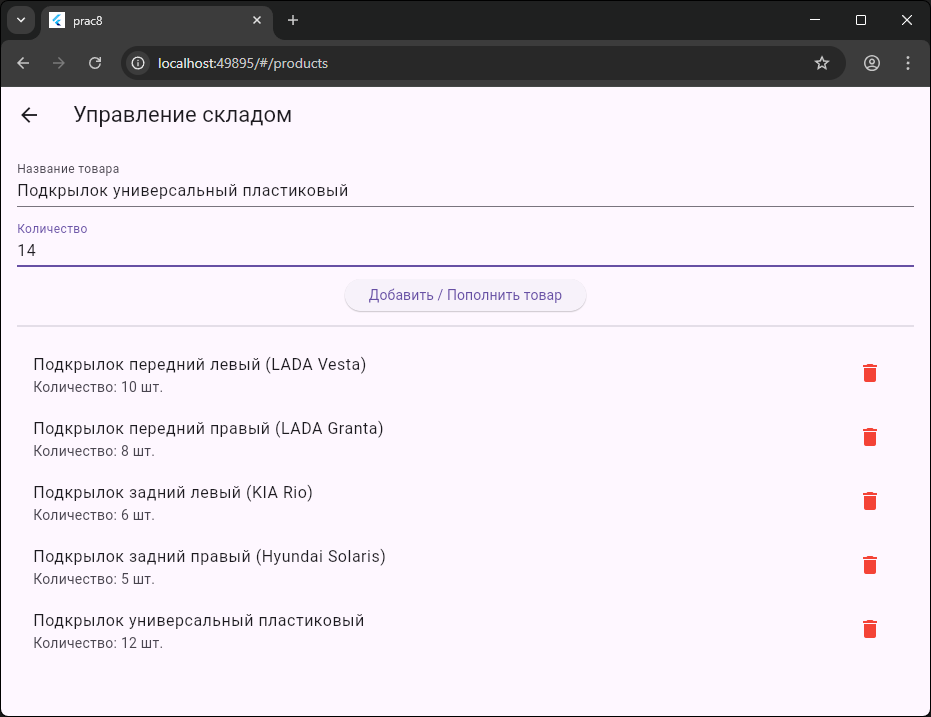 prac8
localhost:49895/#/products
Управление складом
Название товара
Подкрылок универсальный пластиковый
Количество
14
Добавить / Пополнить товар
Подкрылок передний левый (LADA Vesta)
Количество: 10 шт.
Подкрылок передний правый (LADA Granta)
Количество: 8 шт.
Подкрылок задний левый (KIA Rio)
Количество: 6 шт.
Подкрылок задний правый (Hyundai Solaris)
Количество: 5 шт.
Подкрылок универсальный пластиковый
Количество: 12 шт.